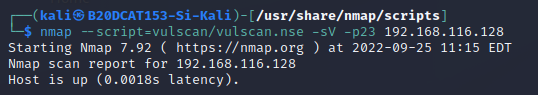 ┌──(kali㉿B20DCAT153-Si-Kali)-[/usr/share/nmap/scripts]
└─$ nmap --script=vulscan/vulscan.nse -sV -p23 192.168.116.128
Starting Nmap 7.92 ( https://nmap.org ) at 2022-09-25 11:15 EDT
Nmap scan report for 192.168.116.128
Host is up (0.0018s latency).